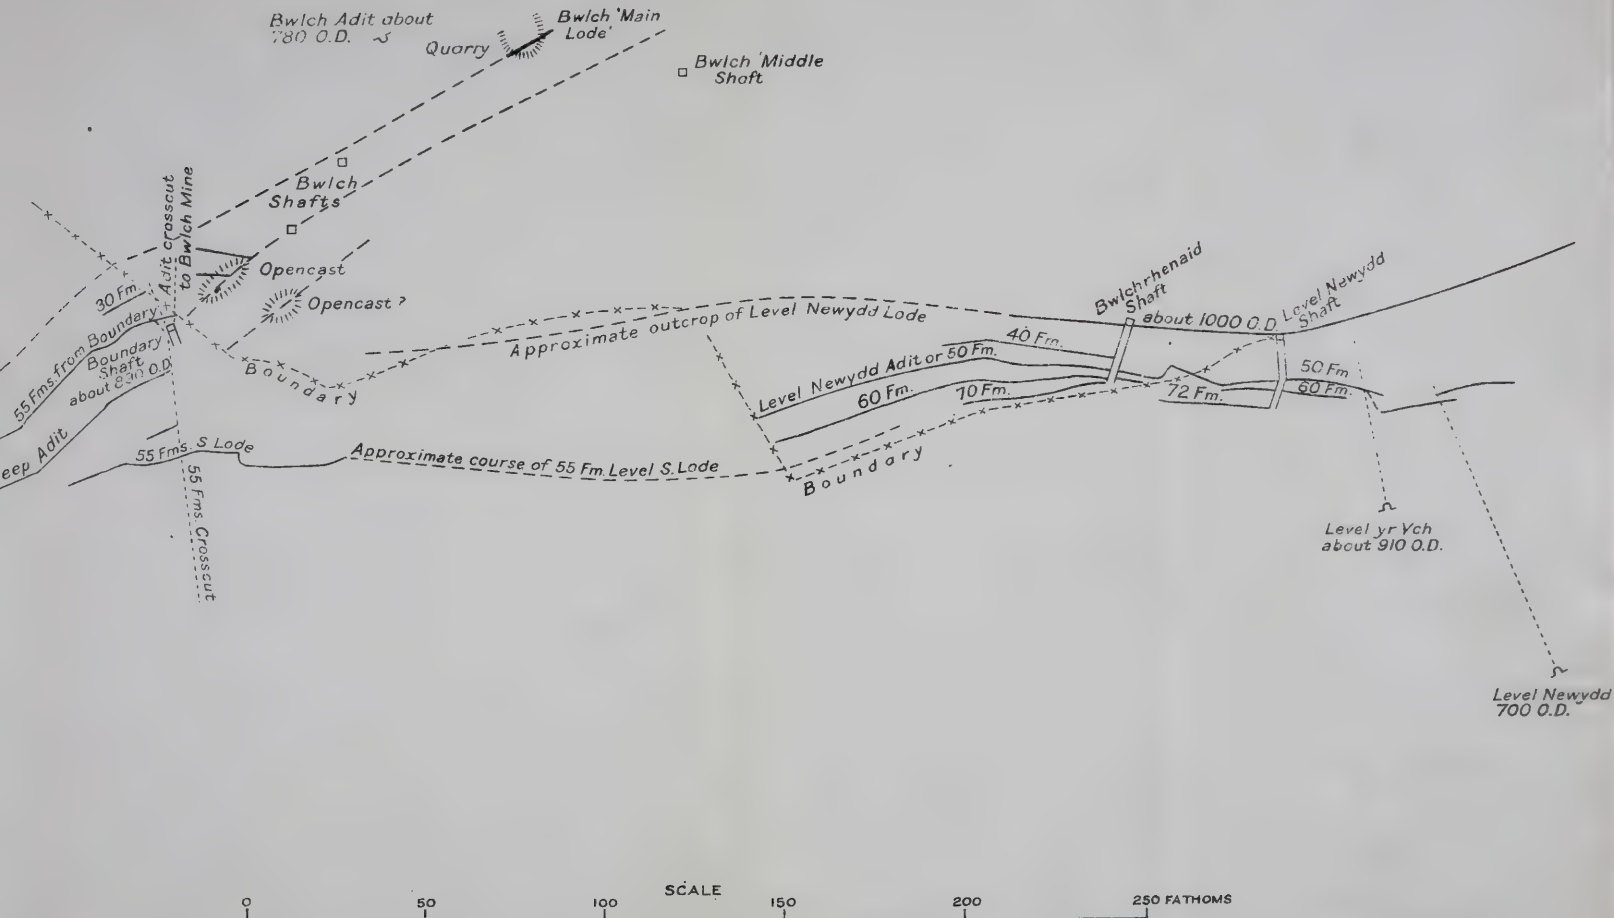 Bwlch Adit about
780 O.D.
Quarry
Bwlch 'Main
Lode'
Bwlch 'Middle
Shaft
Bwlch
Shafts
Adit crosscut
to Bwlch Mine
Opencast
Opencast ?
30 Fm.
55 Fms. from Boundary
Boundary
Shaft
about 830 O.D.
eep Adit
Boundary
Approximate outcrop of Level Newydd Lode
Bwlchrhenaid
Shaft
about 1000 O.D.
Level Newydd
Shaft
40 Fm.
Level Newydd Adit or 50 Fm.
60 Fm.
70 Fm.
72 Fm.
50 Fm
60 Fm.
55 Fms. S Lode
Approximate course of 55 Fm. Level S. Lode
Boundary
55 Fms. Crosscut
Level yr Ych
about 910 O.D.
Level Newydd
700 O.D.
SCALE
0 50 100 150 200 250 FATHOMS